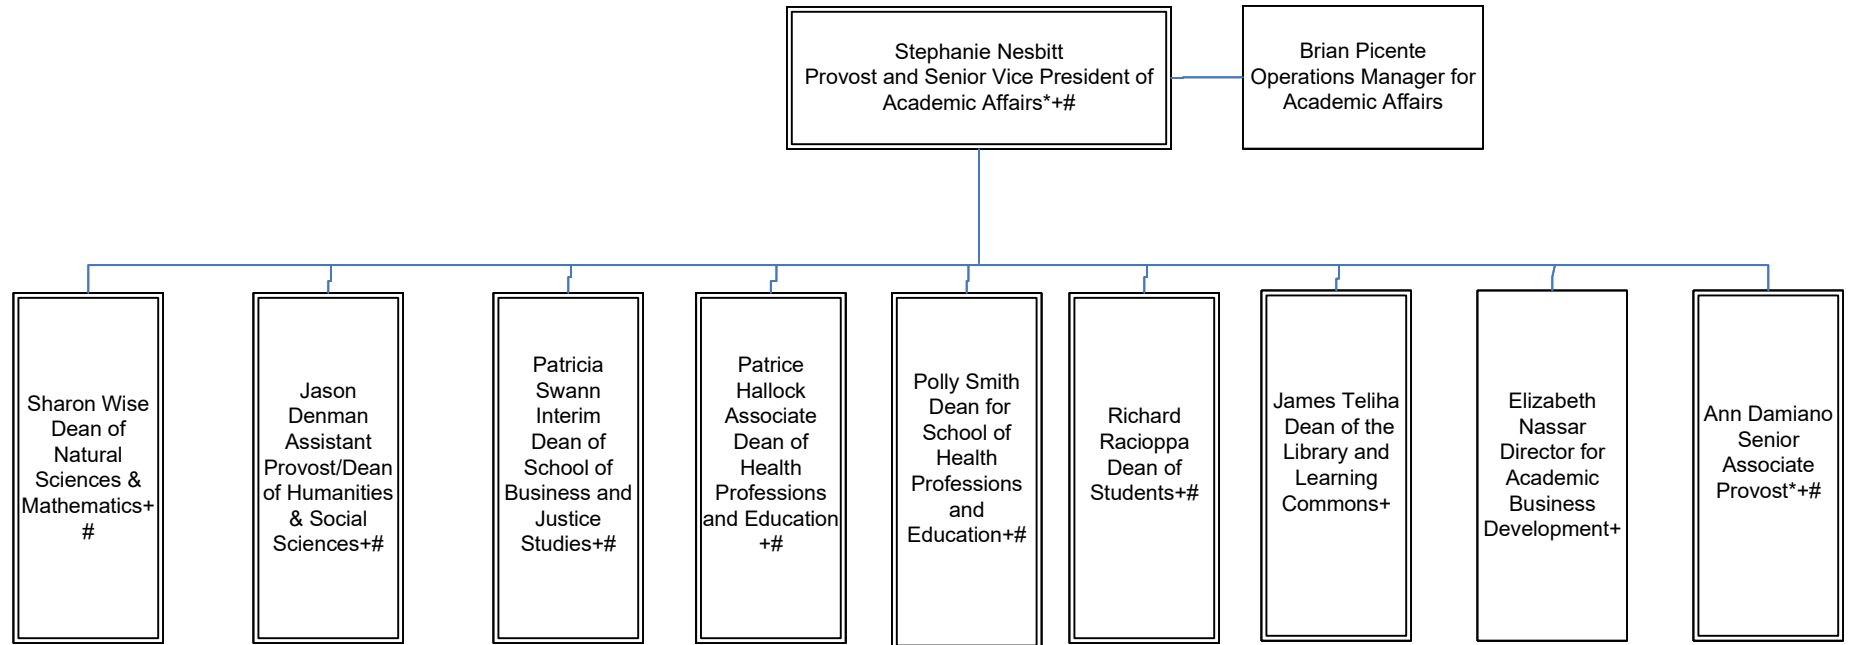 Stephanie Nesbitt
Provost and Senior Vice President of
Academic Affairs*+#
Brian Picente
Operations Manager for
Academic Affairs
Sharon Wise
Dean of
Natural
Sciences &
Mathematics+
#
Jason
Denman
Assistant
Provost/Dean
of Humanities
& Social
Sciences+#
Patricia
Swann
Interim
Dean of
School of
Business and
Justice
Studies+#
Patrice
Hallock
Associate
Dean of
Health
Professions
and Education
+#
Polly Smith
Dean for
School of
Health
Professions
and
Education+#
Richard
Racioppa
Dean of
Students+#
James Teliha
Dean of the
Library and
Learning
Commons+
Elizabeth
Nassar
Director for
Academic
Business
Development+
Ann Damiano
Senior
Associate
Provost*+#